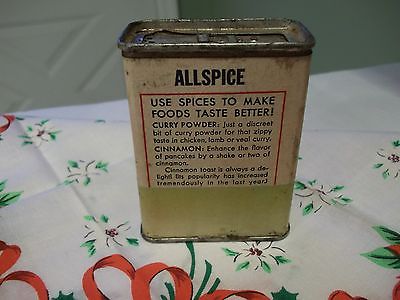 ALLSPICE
USE SPICES TO MAKE
FOODS TASTE BETTER!
CURRY POWDER: Just a discreet
bit of curry powder for that zippy
taste in chicken, lamb or veal curry.
CINNAMON: Enhance the flavor
of pancakes by a shake or two of
cinnamon.
Cinnamon toast is always a de-
light! Its popularity has increased
tremendously in the last year.